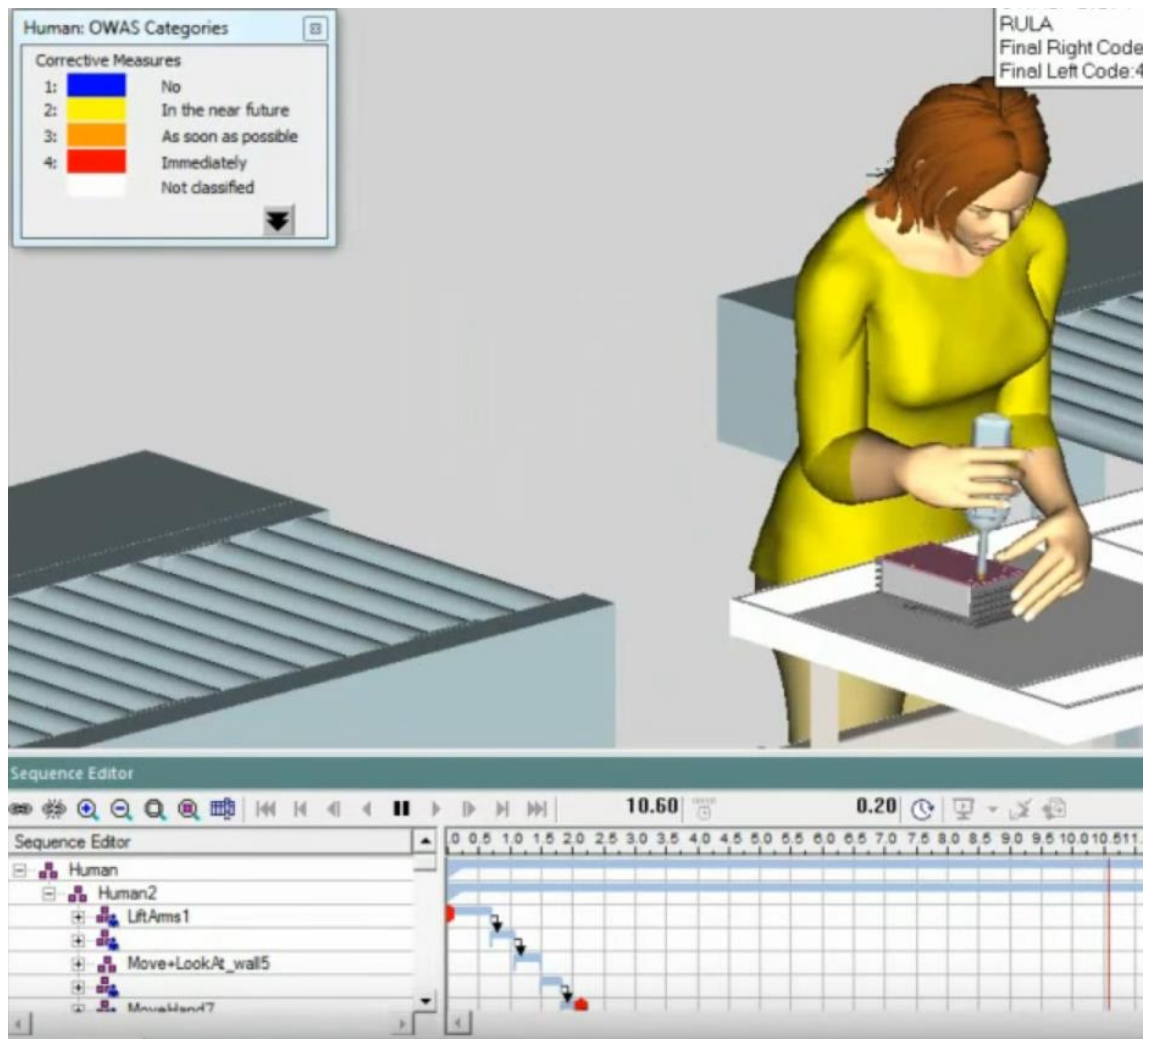 Human: OWAS Categories
Corrective Measures
1: No
2: In the near future
3: As soon as possible
4: Immediately
Not classified
RULA
Final Right Code
Final Left Code:4
Sequence Editor
10.60 0.20
Sequence Editor
.0 0.5 1.0 1.5 2.0 2.5 3.0 3.5 4.0 4.5 5.0 5.5 6.0 6.5 7.0 7.5 8.0 8.5 9.5 10.0 10.5 11.
Human
Human2
LiftArms1
Move+LookAt_wall5
MoveHand7